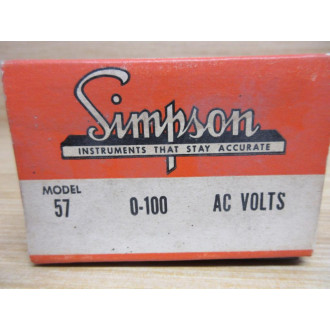 Simpson
INSTRUMENTS THAT STAY ACCURATE
MODEL
57 0-100 AC VOLTS